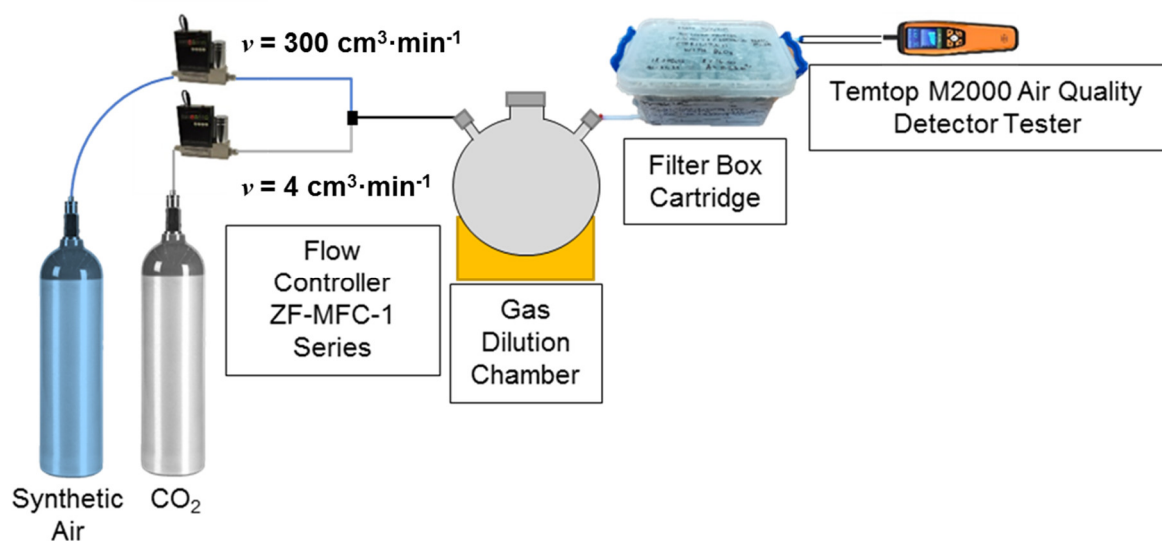 ν = 300 cm³·min⁻¹
ν = 4 cm³·min⁻¹
Temtop M2000 Air Quality
Detector Tester
Filter Box
Cartridge
Flow
Controller
ZF-MFC-1
Series
Gas
Dilution
Chamber
Synthetic
Air
CO₂